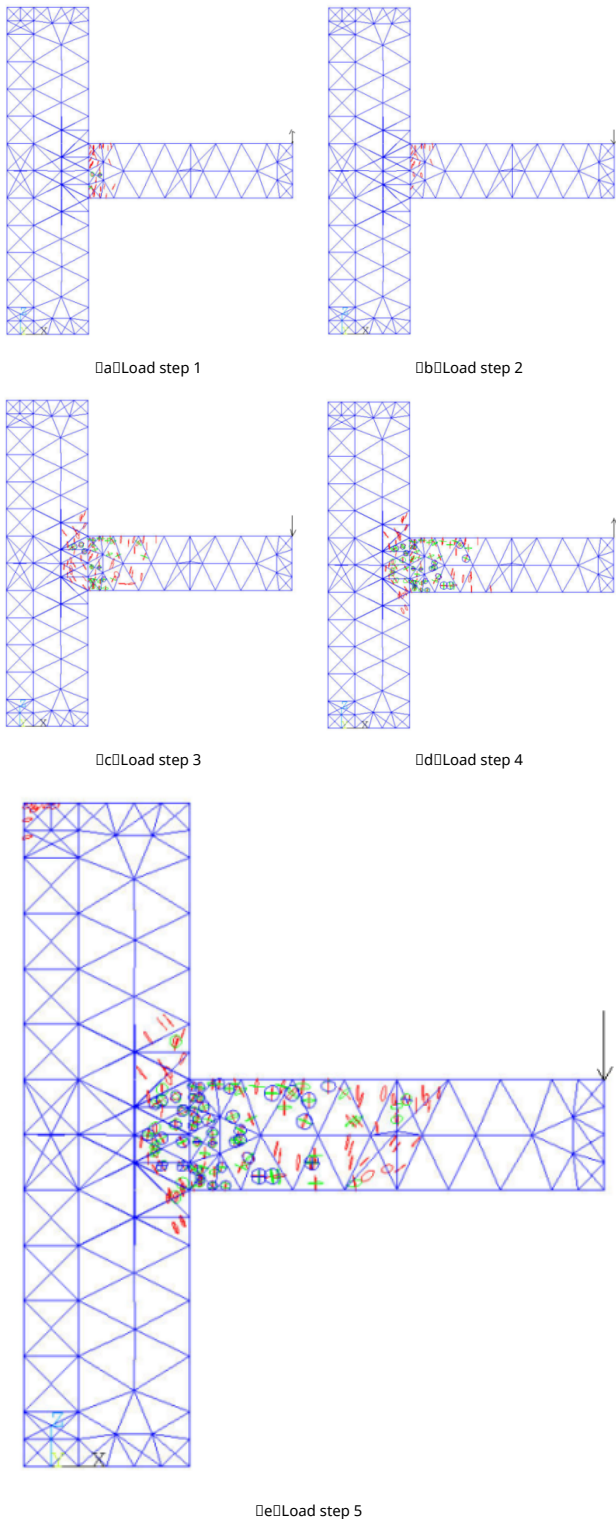 X
▯a▯Load step 1
X
▯b▯Load step 2
X
▯c▯Load step 3
X
▯d▯Load step 4
Z
Y X
▯e▯Load step 5